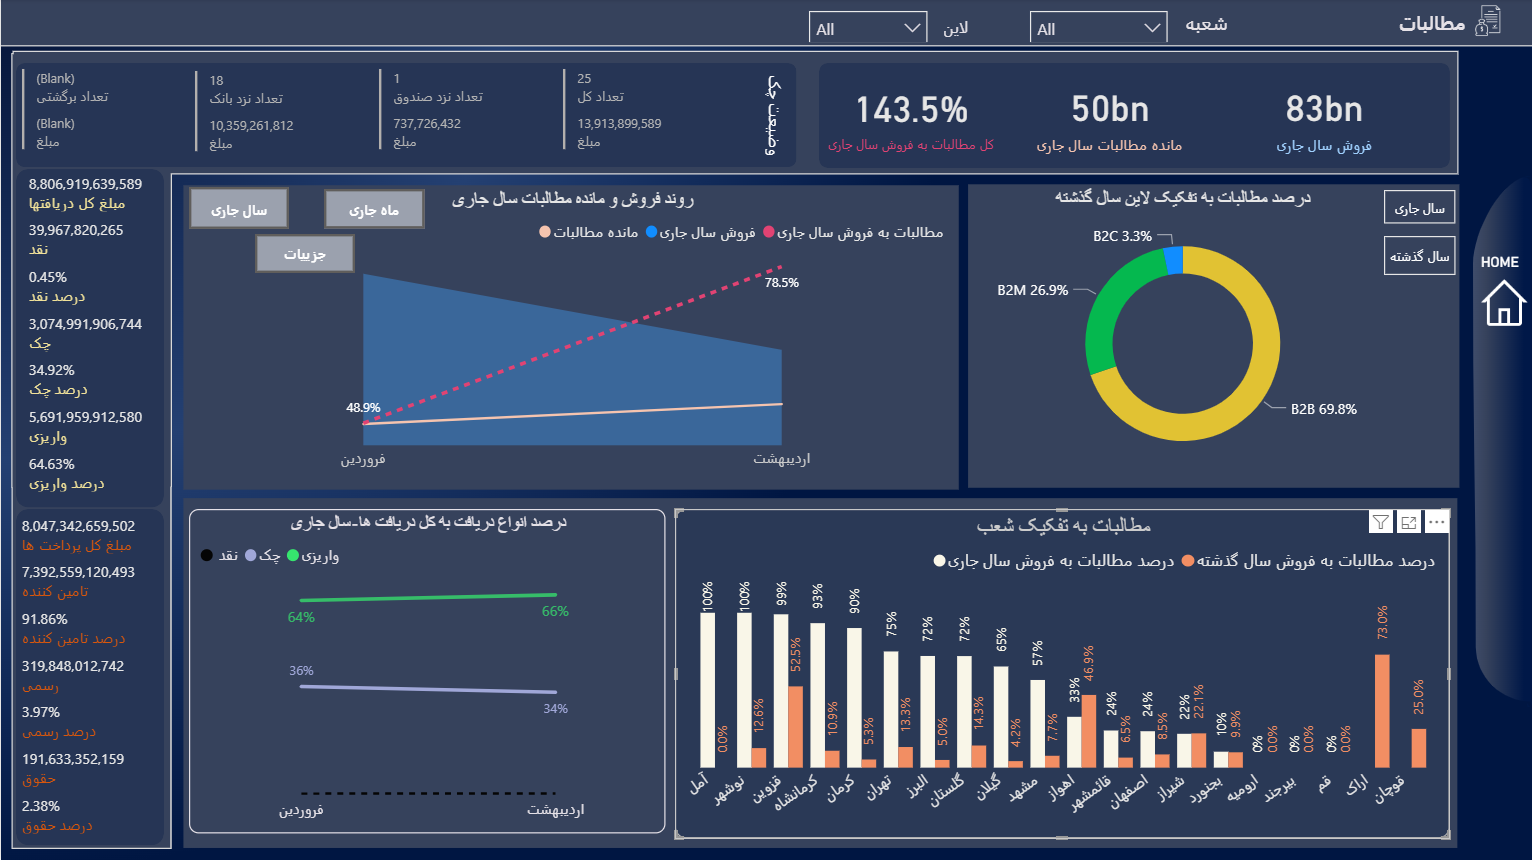 مطالبات
شعبه
All
لاین
All
83bn
فروش سال جاری
50bn
مانده مطالبات سال جاری
143.5%
کل مطالبات به فروش سال جاری
وضیعت چک
25
تعداد کل
13,913,899,589
مبلغ
1
تعداد نزد صندوق
737,726,432
مبلغ
18
تعداد نزد بانک
10,359,261,812
مبلغ
(Blank)
تعداد برگشتی
(Blank)
مبلغ
8,806,919,639,589
مبلغ کل دریافتها
39,967,820,265
نقد
0.45%
درصد نقد
3,074,991,906,744
چک
34.92%
درصد چک
5,691,959,912,580
واریزی
64.63%
درصد واریزی
8,047,342,659,502
مبلغ کل پرداخت ها
7,392,559,120,493
تامین کننده
91.86%
درصد تامین کننده
319,848,012,742
رسمی
3.97%
درصد رسمی
191,633,352,159
حقوق
2.38%
درصد حقوق
درصد مطالبات به تفکیک لاین سال گذشته
سال جاری
سال گذشته
B2C 3.3%
B2M 26.9%
B2B 69.8%
HOME
روند فروش و مانده مطالبات سال جاری
ماه جاری
سال جاری
جزییات
مطالبات به فروش سال جاری
فروش سال جاری
مانده مطالبات
78.5%
48.9%
فروردین
اردیبهشت
درصد انواع دریافت به کل دریافت ها-سال جاری
واریزی
چک
نقد
64%
66%
36%
34%
فروردین
اردیبهشت
مطالبات به تفکیک شعب
درصد مطالبات به فروش سال گذشته
درصد مطالبات به فروش سال جاری
100%
0.0%
100%
12.6%
99%
52.5%
93%
10.9%
90%
5.3%
75%
13.3%
72%
5.0%
72%
14.3%
65%
4.2%
57%
7.7%
33%
46.9%
24%
6.5%
24%
8.5%
22%
22.1%
10%
9.9%
0%
0.0%
0%
0.0%
0%
0.0%
73.0%
25.0%
آمل
نوشهر
قزوین
کرمانشاه
کرمان
تهران
البرز
گلستان
گیلان
مشهد
اهواز
قائمشهر
اصفهان
شیراز
بجنورد
ارومیه
بیرجند
قم
اراک
قوچان